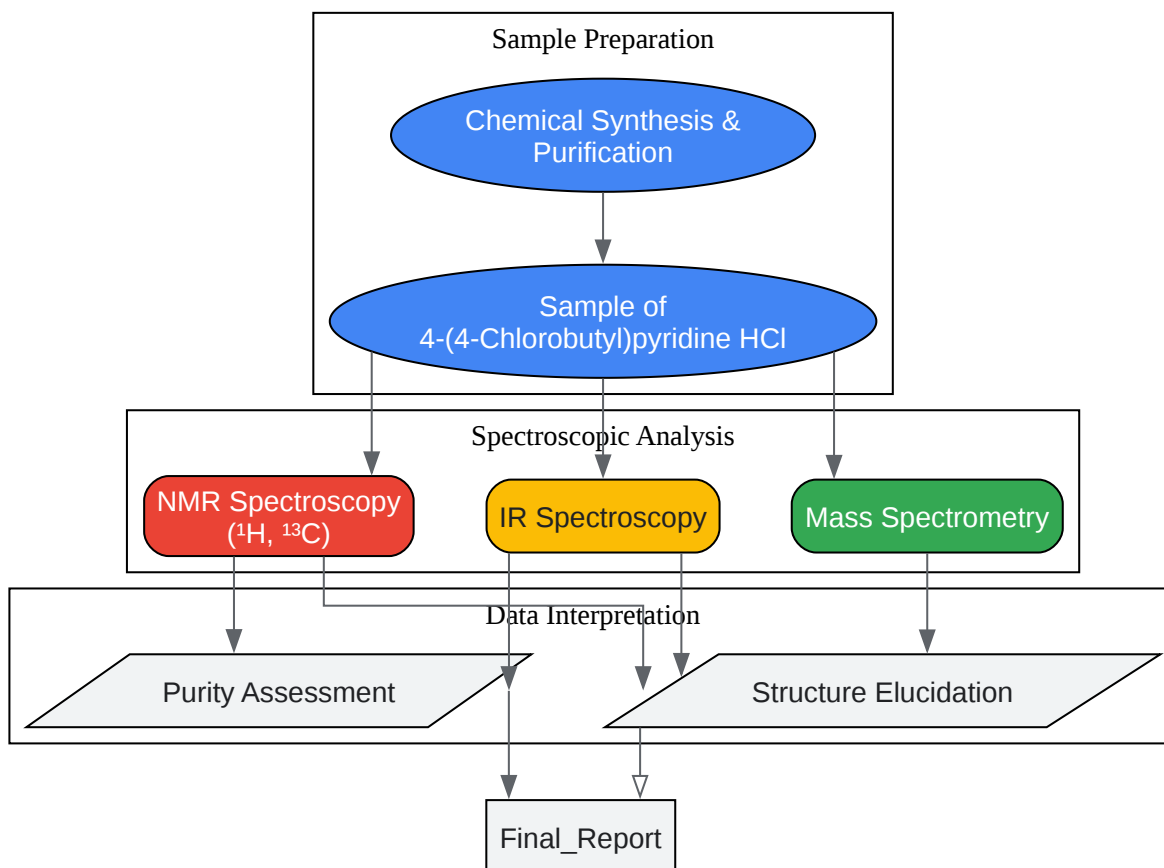 Sample Preparation
Chemical Synthesis &
Purification
Sample of
4-(4-Chlorobutyl)pyridine HCl
Spectroscopic Analysis
NMR Spectroscopy
(¹H, ¹³C)
IR Spectroscopy
Mass Spectrometry
Data Interpretation
Purity Assessment
Structure Elucidation
Final_Report